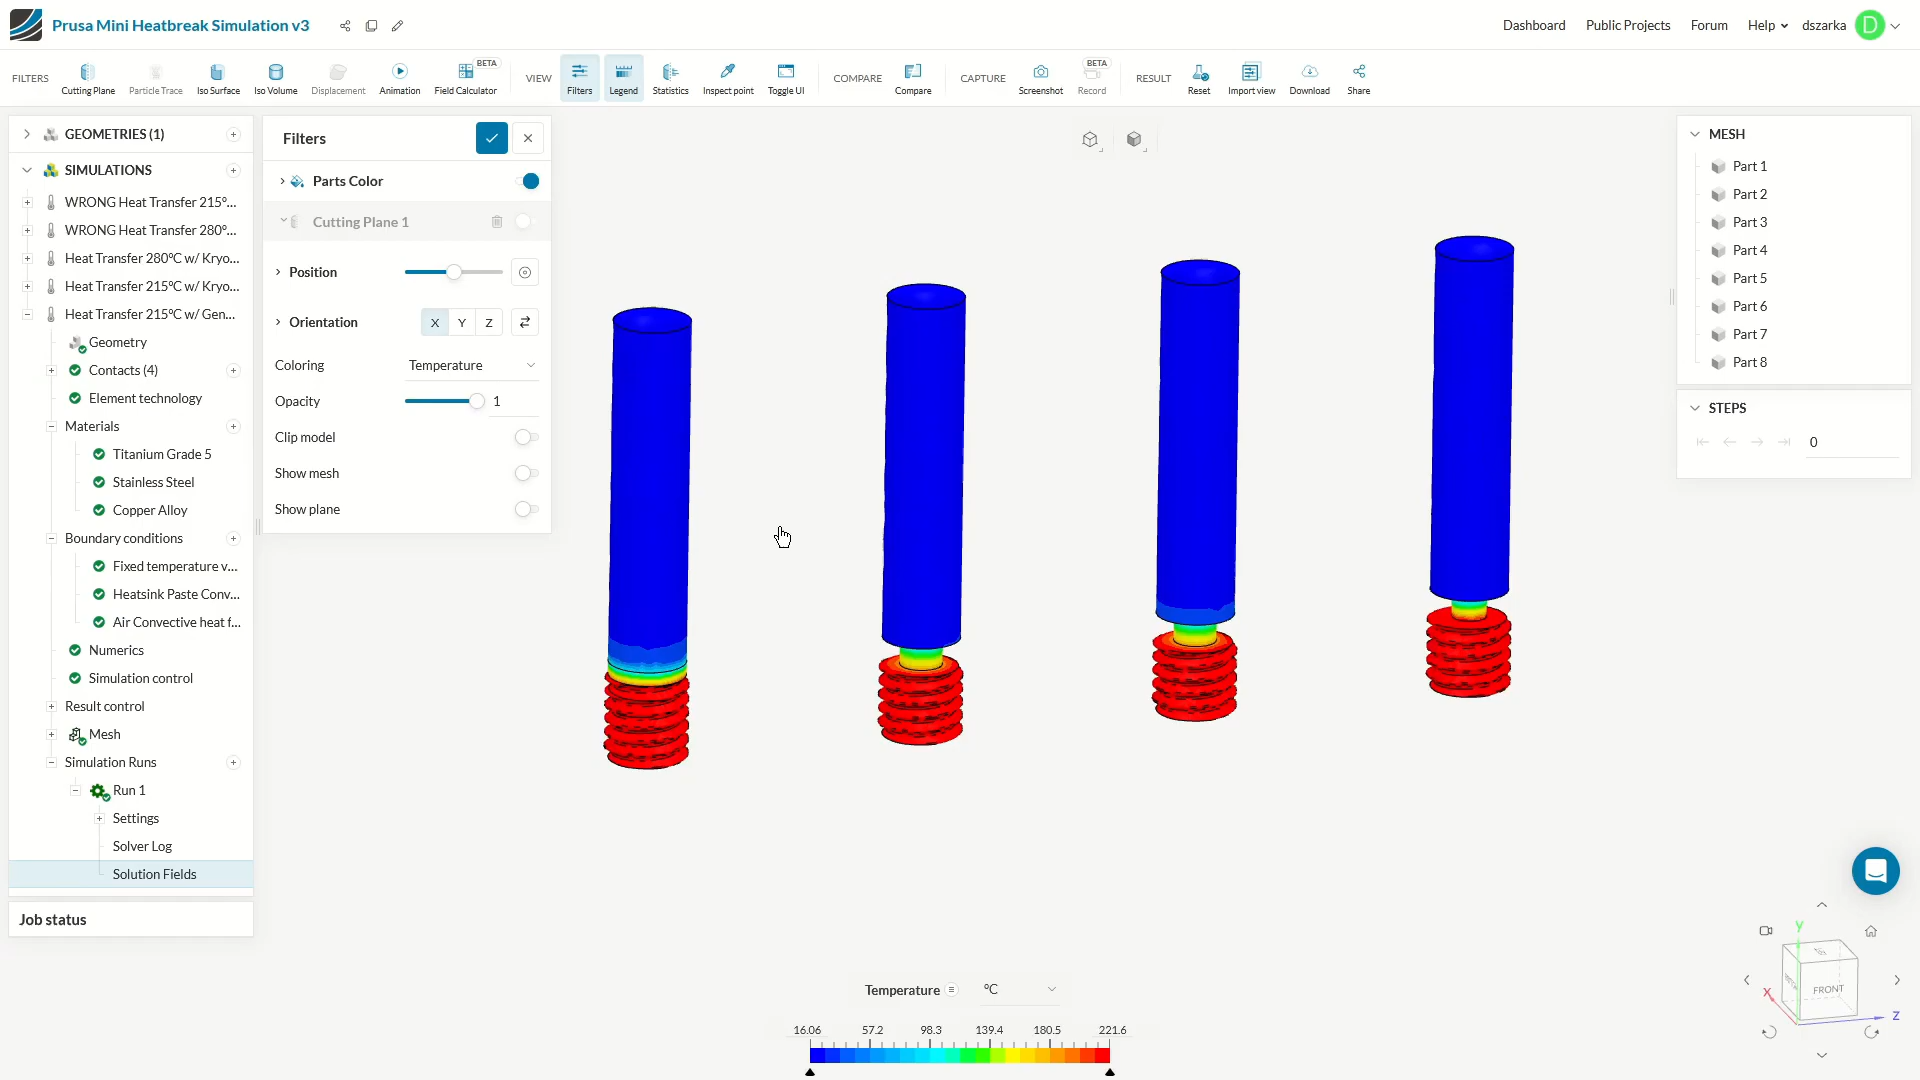 Prusa Mini Heatbreak Simulation v3
Dashboard
Public Projects
Forum
Help
dszarka
D
FILTERS
Cutting Plane
Particle Trace
Iso Surface
Iso Volume
Displacement
Animation
BETA
Field Calculator
VIEW
Filters
Legend
Statistics
Inspect point
Toggle UI
COMPARE
Compare
CAPTURE
Screenshot
BETA
Record
RESULT
Reset
Import view
Download
Share
GEOMETRIES (1)
SIMULATIONS
WRONG Heat Transfer 215º...
WRONG Heat Transfer 280º...
Heat Transfer 280ºC w/ Kryo...
Heat Transfer 215ºC w/ Kryo...
Heat Transfer 215ºC w/ Gen...
Geometry
Contacts (4)
Element technology
Materials
Titanium Grade 5
Stainless Steel
Copper Alloy
Boundary conditions
Fixed temperature v...
Heatsink Paste Conv...
Air Convective heat f...
Numerics
Simulation control
Result control
Mesh
Simulation Runs
Run 1
Settings
Solver Log
Solution Fields
Job status
Filters
Parts Color
Cutting Plane 1
Position
Orientation
X Y Z
Coloring Temperature
Opacity 1
Clip model
Show mesh
Show plane
MESH
Part 1
Part 2
Part 3
Part 4
Part 5
Part 6
Part 7
Part 8
STEPS
0
Temperature ºC
16.06 57.2 98.3 139.4 180.5 221.6
Y
FRONT
X
Z